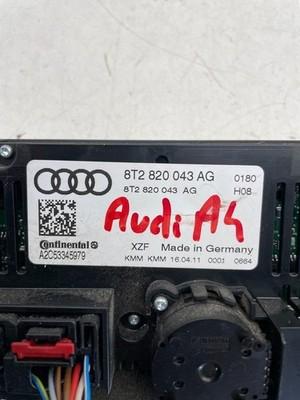 8T2 820 043 AG 0180
8T2 820 043 AG H08
Audi A4
Continental
XZF Made in Germany
A2C53345979
KMM KMM 16.04.11 0001 0664